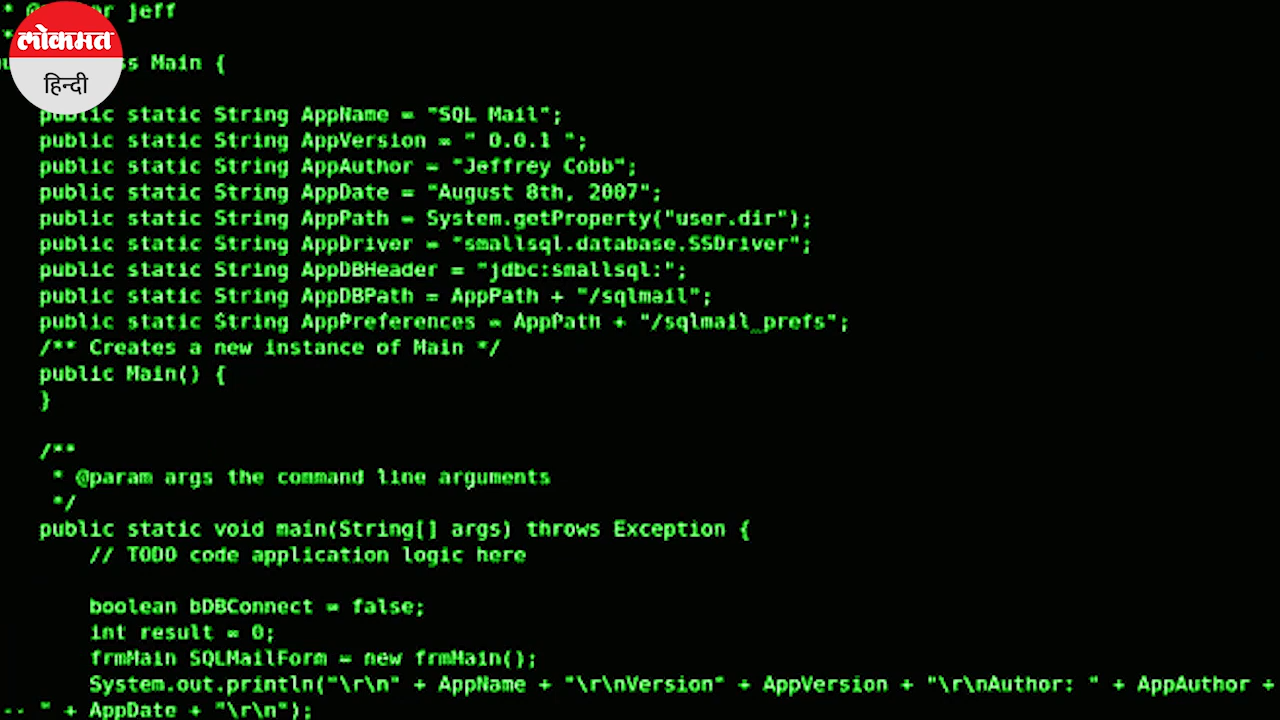 * @ r jeff
*
लोकमत
हिन्दी
s Main {
public static String AppName = "SQL Mail";
public static String AppVersion = " 0.0.1 ";
public static String AppAuthor = "Jeffrey Cobb";
public static String AppDate = "August 8th, 2007";
public static String AppPath = System.getProperty("user.dir");
public static String AppDriver = "smallsql.database.SSDriver";
public static String AppDBHeader = "jdbc:smallsql:";
public static String AppDBPath = AppPath + "/sqlmail";
public static String AppPreferences = AppPath + "/sqlmail_prefs";
/** Creates a new instance of Main */
public Main() {
}
/**
* @param args the command line arguments
*/
public static void main(String[] args) throws Exception {
// TODO code application logic here
boolean bDBConnect = false;
int result = 0;
frmMain SQLMailForm = new frmMain();
System.out.println("\r\n" + AppName + "\r\nVersion" + AppVersion + "\r\nAuthor: " + AppAuthor +
-- " + AppDate + "\r\n");